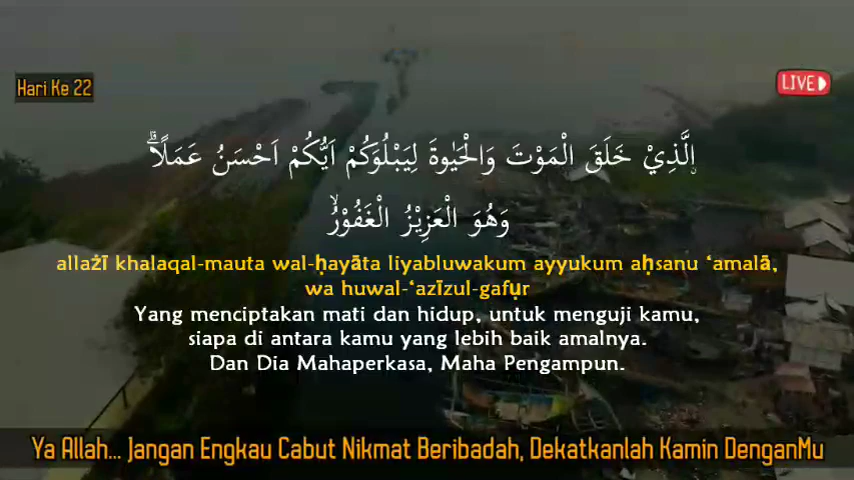 Hari Ke 22
LIVE
الَّذِيْ خَلَقَ الْمَوْتَ وَالْحَيٰوةَ لِيَبْلُوَكُمْ اَيُّكُمْ اَحْسَنُ عَمَلًاۗ
وَهُوَ الْعَزِيْزُ الْغَفُوْرُۙ
allażī khalaqal-mauta wal-ḥayāta liyabluwakum ayyukum aḥsanu ‘amalā,
wa huwal-‘azīzul-gafụr
Yang menciptakan mati dan hidup, untuk menguji kamu,
siapa di antara kamu yang lebih baik amalnya.
Dan Dia Mahaperkasa, Maha Pengampun.
Ya Allah... Jangan Engkau Cabut Nikmat Beribadah, Dekatkanlah Kamin DenganMu